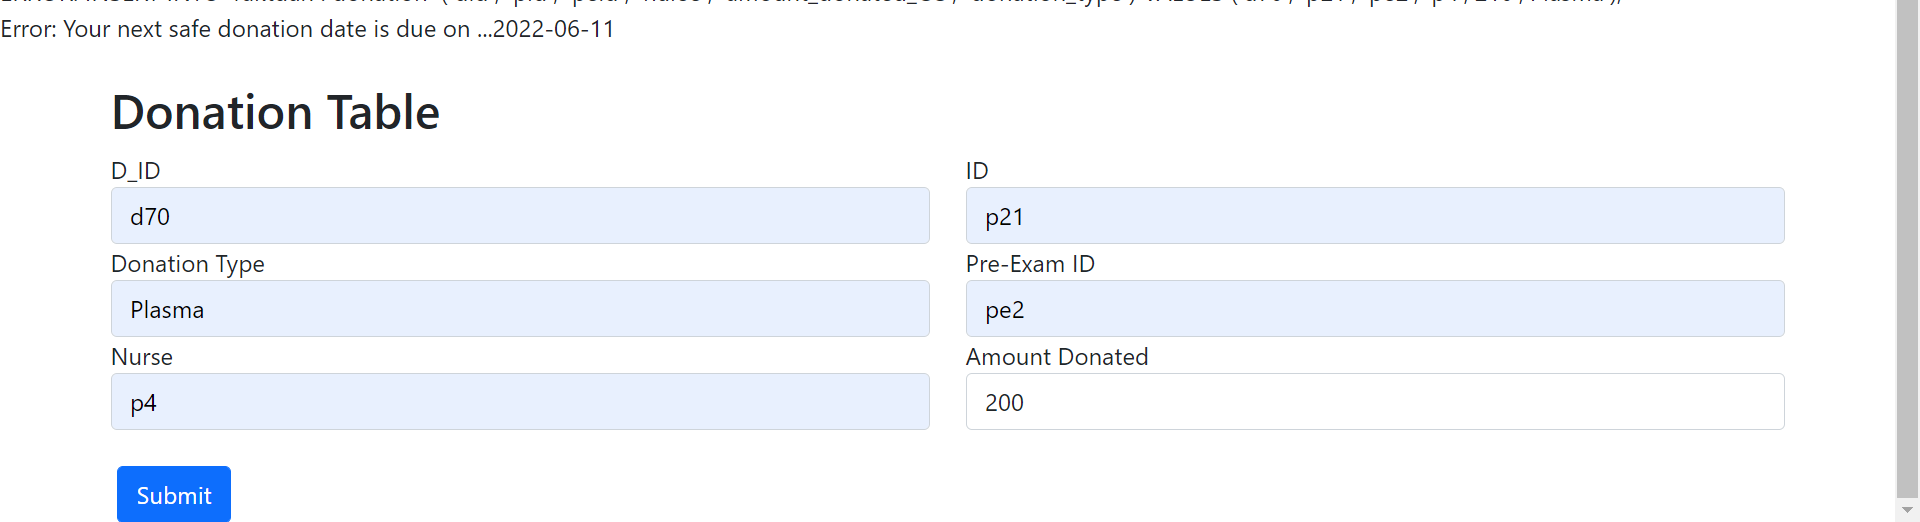 Error: Your next safe donation date is due on ...2022-06-11
Donation Table
D_ID
ID
d70
p21
Donation Type
Pre-Exam ID
Plasma
pe2
Nurse
Amount Donated
p4
200
Submit